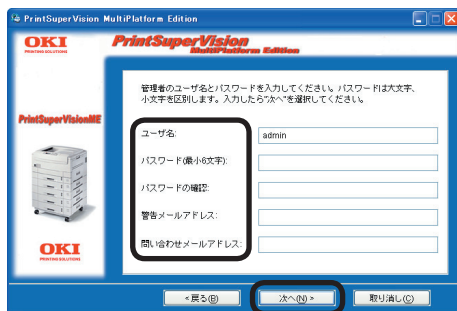 PrintSuperVision MultiPlatform Edition
OKI
PRINTING SOLUTIONS
PrintSuperVision
MultiPlatform Edition
管理者のユーザ名とパスワードを入力してください。パスワードは大文字、
小文字を区別します。入力したら"次へ"を選択してください。
PrintSuperVisionME
ユーザ名:
admin
パスワード(最小6文字):
パスワードの確認:
警告メールアドレス:
問い合わせメールアドレス:
OKI
PRINTING SOLUTIONS
<戻る(B)
次へ(N) >
取り消し(C)